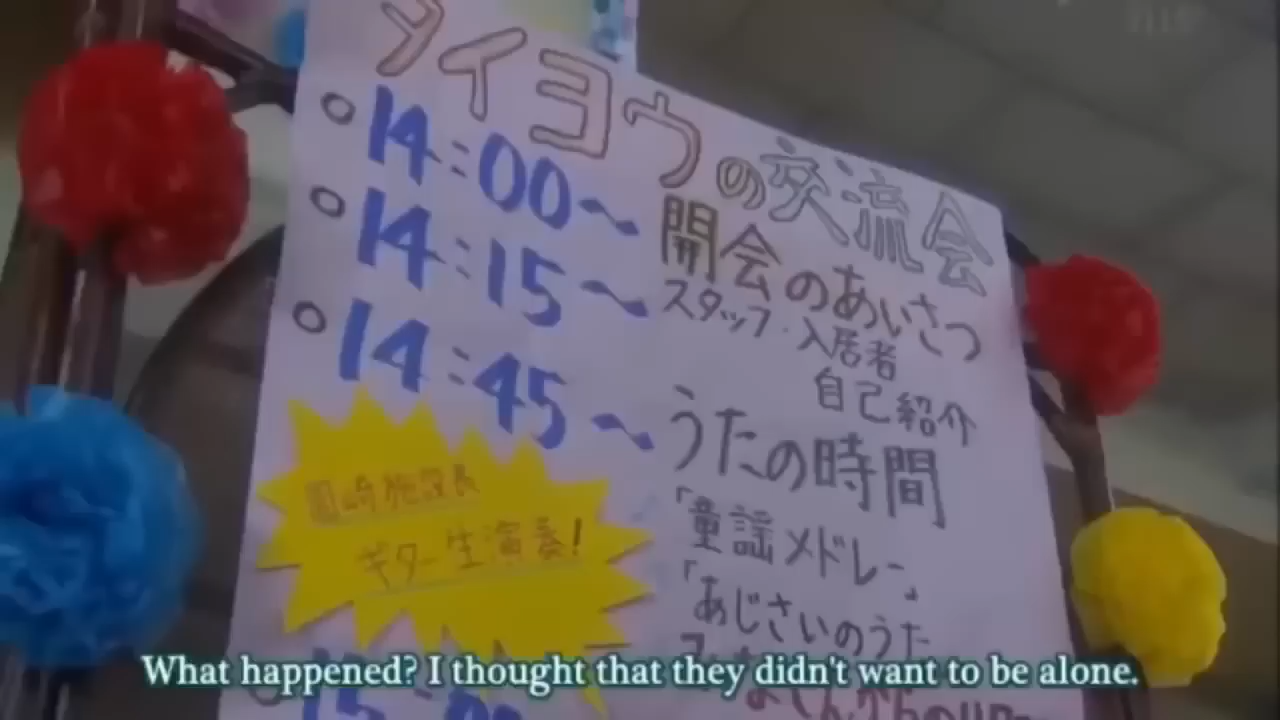 タイヨウの交流会
○14:00～ 開会のあいさつ
○14:15～ スタッフ・入居者
自己紹介
○14:45～ うたの時間
「童謡メドレー」
「あじさいのうた
園崎施設長
ギター生演奏!
What happened? I thought that they didn't want to be alone.